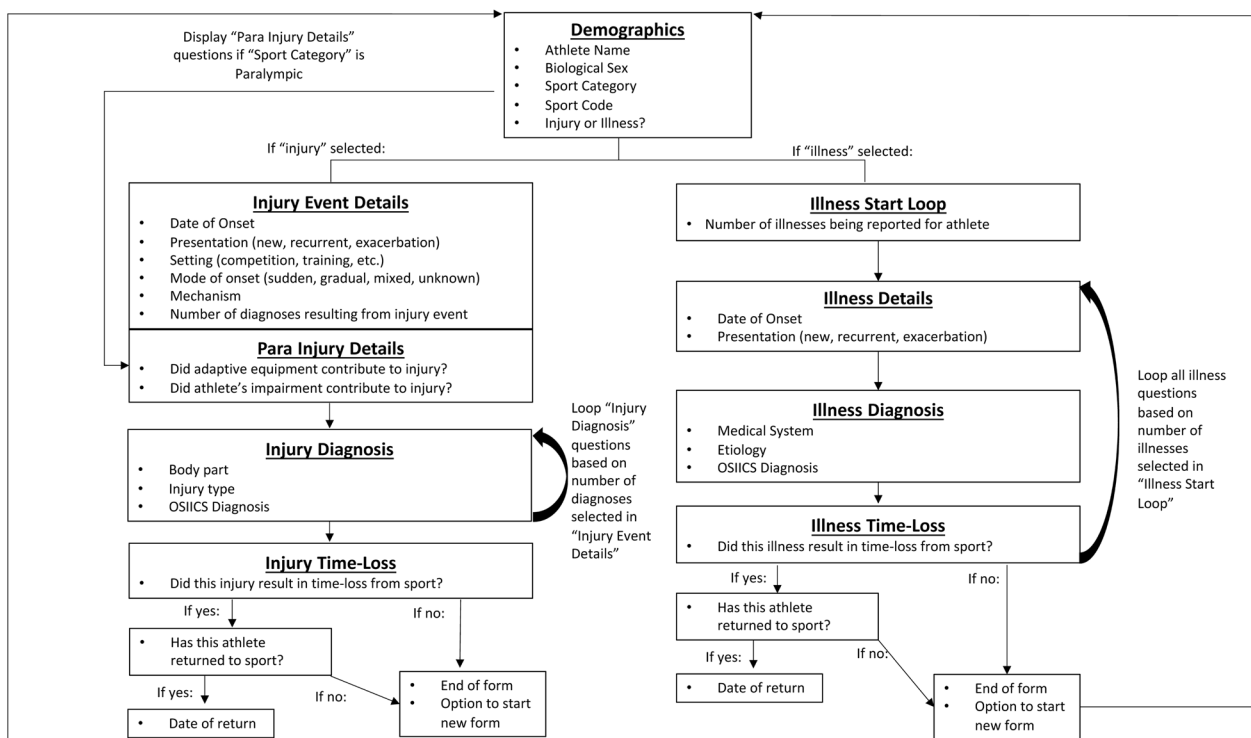 Demographics
• Athlete Name
• Biological Sex
• Sport Category
• Sport Code
• Injury or Illness?
Display “Para Injury Details”
questions if “Sport Category” is
Paralympic
If “injury” selected:
If “illness” selected:
Injury Event Details
• Date of Onset
• Presentation (new, recurrent, exacerbation)
• Setting (competition, training, etc.)
• Mode of onset (sudden, gradual, mixed, unknown)
• Mechanism
• Number of diagnoses resulting from injury event
Para Injury Details
• Did adaptive equipment contribute to injury?
• Did athlete’s impairment contribute to injury?
Injury Diagnosis
• Body part
• Injury type
• OSIICS Diagnosis
Loop “Injury
Diagnosis”
questions
based on
number of
diagnoses
selected in
“Injury Event
Details”
Injury Time-Loss
• Did this injury result in time-loss from sport?
If yes:
If no:
• Has this athlete
returned to sport?
If yes:
If no:
• Date of return
• End of form
• Option to start
new form
Illness Start Loop
• Number of illnesses being reported for athlete
Illness Details
• Date of Onset
• Presentation (new, recurrent, exacerbation)
Illness Diagnosis
• Medical System
• Etiology
• OSIICS Diagnosis
Loop all illness
questions
based on
number of
illnesses
selected in
“Illness Start
Loop”
Illness Time-Loss
• Did this illness result in time-loss from sport?
If yes:
If no:
• Has this athlete
returned to sport?
If yes:
If no:
• Date of return
• End of form
• Option to start
new form